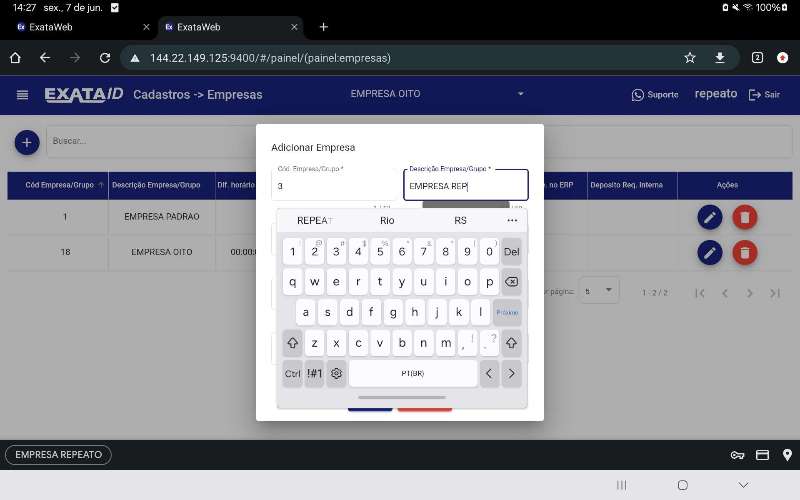 14:27 sex., 7 de jun. 100%
Ex ExataWeb
Ex ExataWeb
144.22.149.125:9400/#/painel/(painel:empresas) 2
EXATAID Cadastros -> Empresas EMPRESA OITO Suporte repeato Sair
Buscar...
Adicionar Empresa
Cód. Empresa/Grupo *
3
Descrição Empresa/Grupo *
EMPRESA REP
Cód Empresa/Grupo Descrição Empresa/Grupo Dif. horário no ERP Deposito Req. Interna Ações
1 EMPRESA PADRAO
18 EMPRESA OITO 00:00:
página: 5 1 - 2 / 2
REPEAT Rio RS ...
1 2 3 4 5 6 7 8 9 0 Del
@ # $ % ^ & * ( )
q w e r t y u i o p
a s d f g h j k l Próximo
z x c v b n m , ! . ?
Ctrl !#1 PT(BR) < >
EMPRESA REPEATO